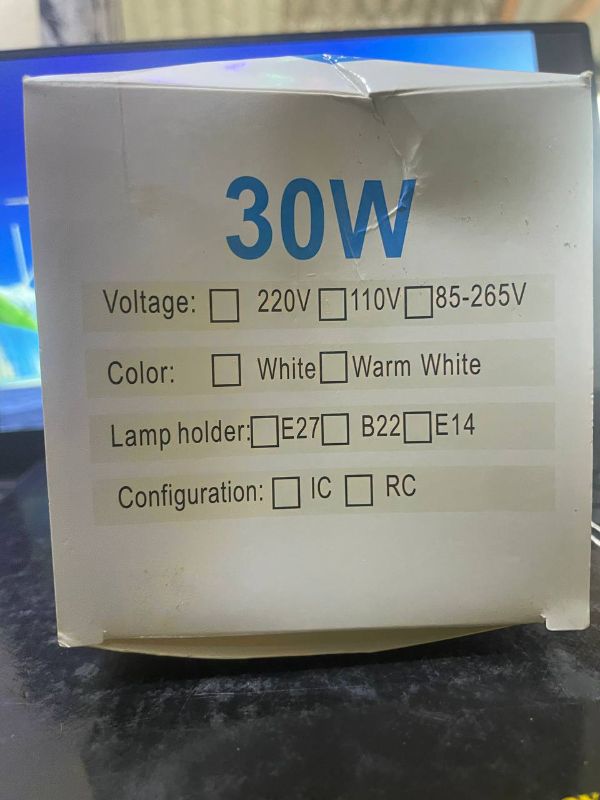 30W
Voltage: ☐ 220V ☐ 110V ☐ 85-265V
Color: ☐ White ☐ Warm White
Lamp holder: ☐ E27 ☐ B22 ☐ E14
Configuration: ☐ IC ☐ RC